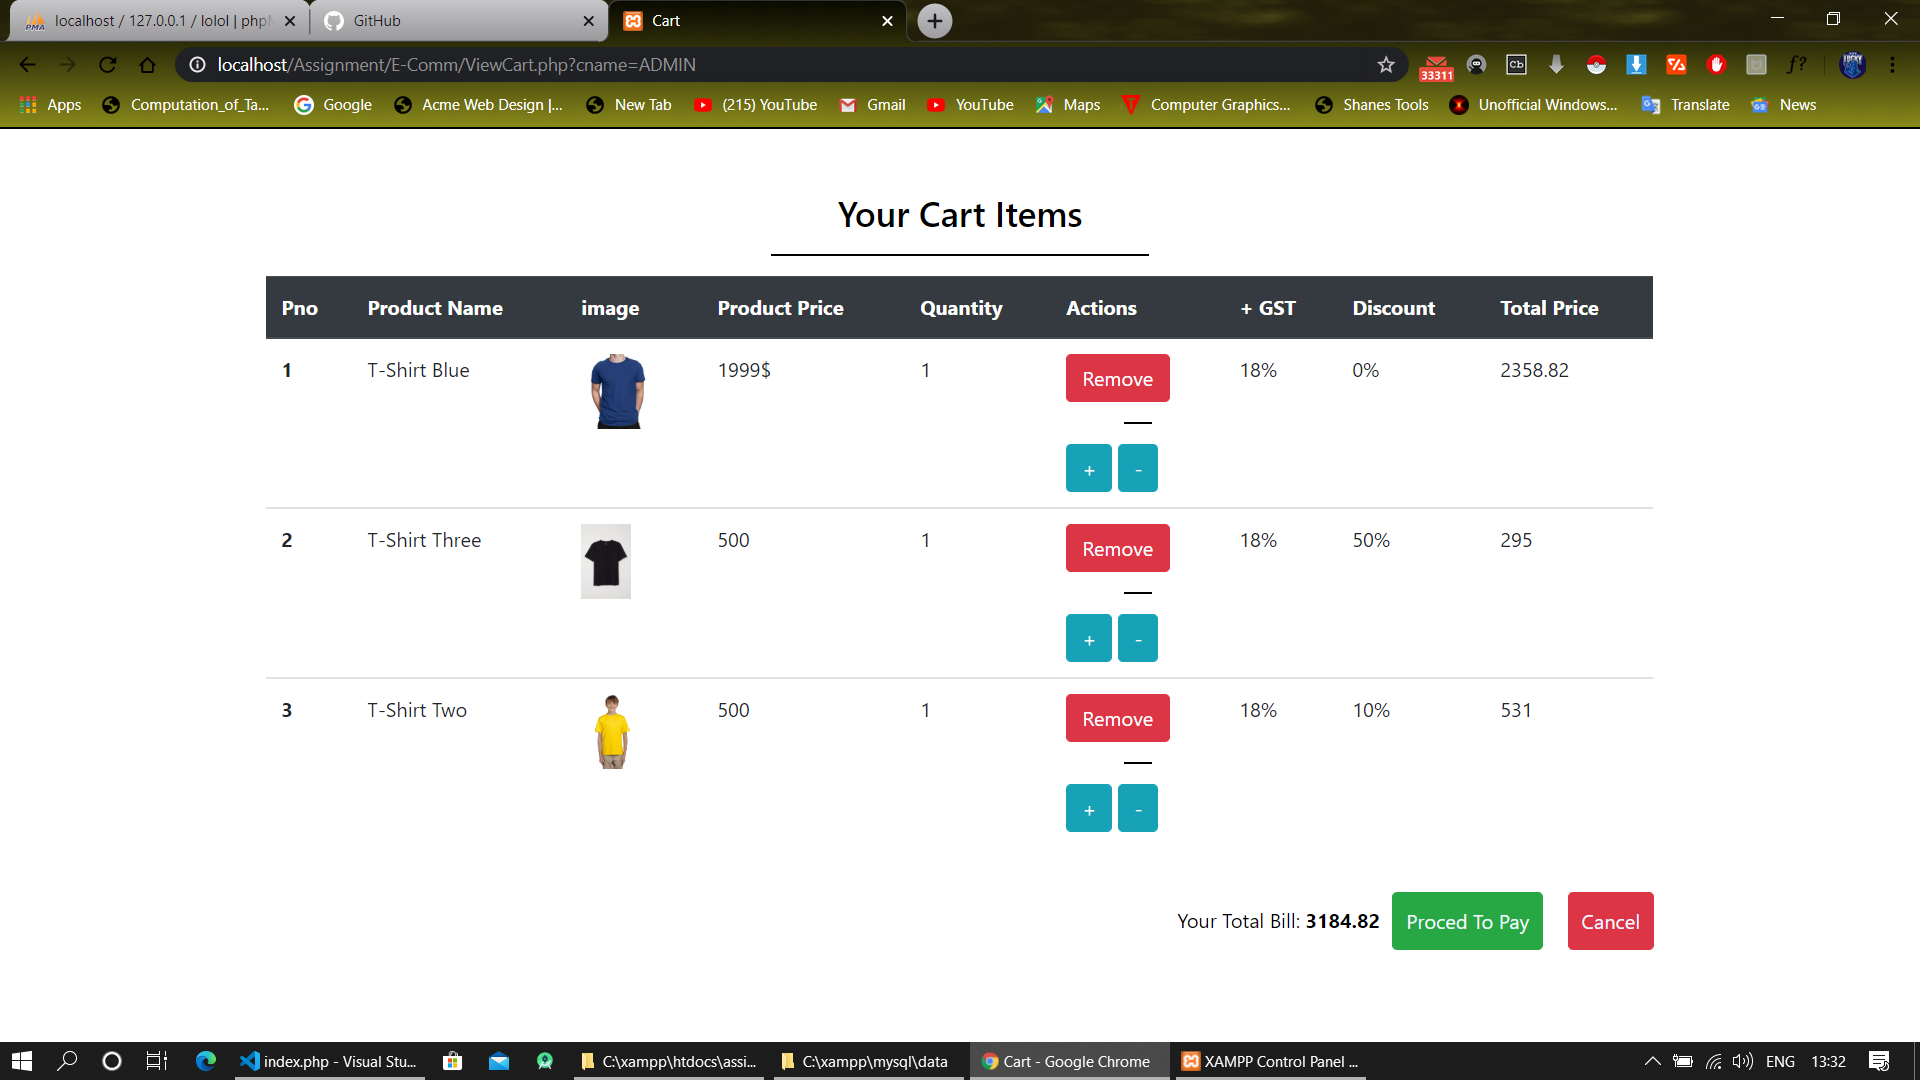 localhost / 127.0.0.1 / lolol | phpM
GitHub
Cart
localhost/Assignment/E-Comm/ViewCart.php?cname=ADMIN
33311
Cb
f?
Apps
Computation_of_Ta...
Google
Acme Web Design |...
New Tab
(215) YouTube
Gmail
YouTube
Maps
Computer Graphics...
Shanes Tools
Unofficial Windows...
Translate
News
Your Cart Items
Pno Product Name image Product Price Quantity Actions + GST Discount Total Price
1 T-Shirt Blue 1999$ 1 Remove 18% 0% 2358.82
+ -
2 T-Shirt Three 500 1 Remove 18% 50% 295
+ -
3 T-Shirt Two 500 1 Remove 18% 10% 531
+ -
Your Total Bill: 3184.82 Proced To Pay Cancel
index.php - Visual Stu...
C:\xampp\htdocs\assi...
C:\xampp\mysql\data
Cart - Google Chrome
XAMPP Control Panel ...
ENG 13:32